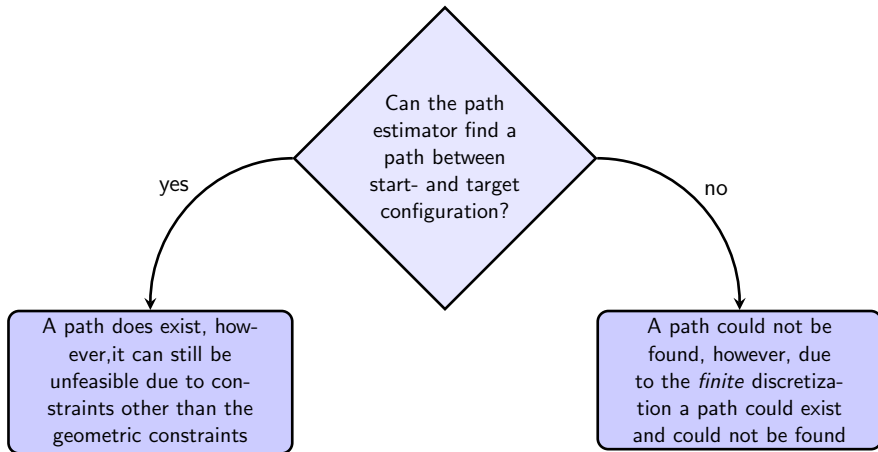 Can the path
estimator find a
path between
start- and target
configuration?
yes
no
A path does exist, how-
ever,it can still be
unfeasible due to con-
straints other than the
geometric constraints
A path could not be
found, however, due
to the finite discretiza-
tion a path could exist
and could not be found